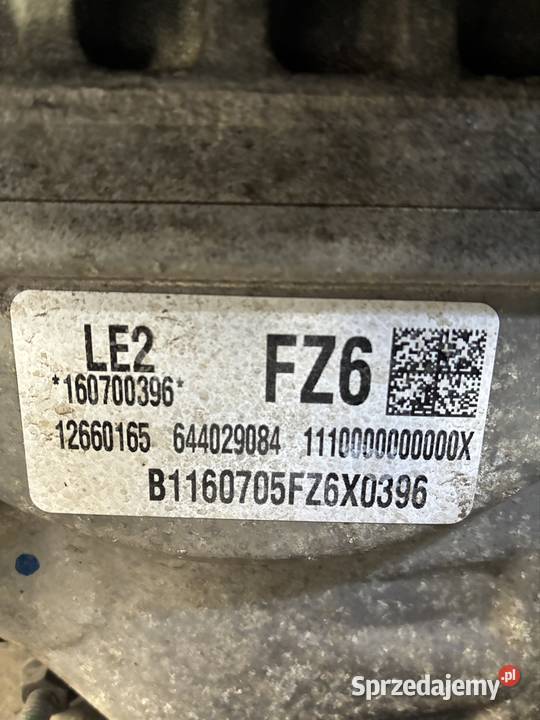 LE2
FZ6
*160700396*
12660165 644029084 1110000000000X
B1160705FZ6X0396
Sprzedajemy.pl